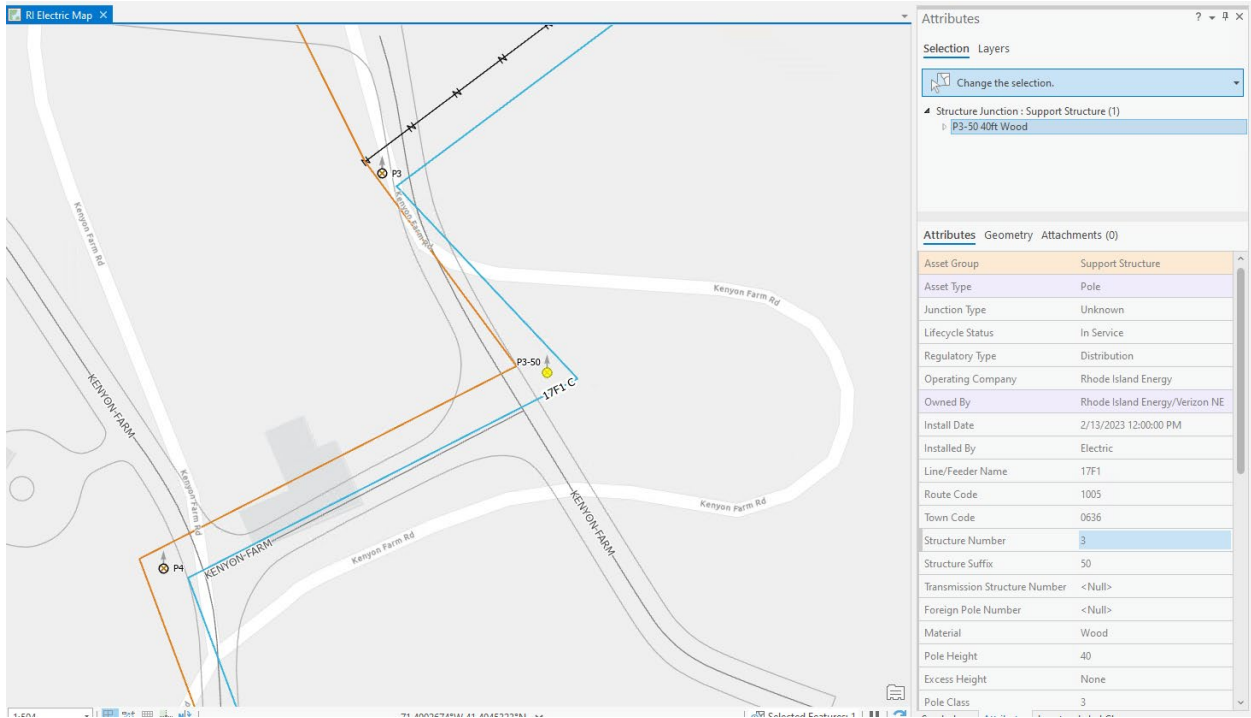 RI Electric Map ×
Attributes ? ×
Selection Layers
Change the selection.
Structure Junction : Support Structure (1)
P3-50 40ft Wood
Attributes Geometry Attachments (0)
Asset Group Support Structure
Asset Type Pole
Junction Type Unknown
Lifecycle Status In Service
Regulatory Type Distribution
Operating Company Rhode Island Energy
Owned By Rhode Island Energy/Verizon NE
Install Date 2/13/2023 12:00:00 PM
Installed By Electric
Line/Feeder Name 17F1
Route Code 1005
Town Code 0636
Structure Number 3
Structure Suffix 50
Transmission Structure Number <Null>
Foreign Pole Number <Null>
Material Wood
Pole Height 40
Excess Height None
Pole Class 3
N
N
N
N
P3
Kenyon Farm Rd
Kenyon Farm Rd
Kenyon Farm Rd
P3-50
17F1-C
KENYON-FARM
Kenyon Farm Rd
Kenyon Farm Rd
KENYON-FARM
Kenyon Farm Rd
P4
KENYON-FARM
Selected Features: 1